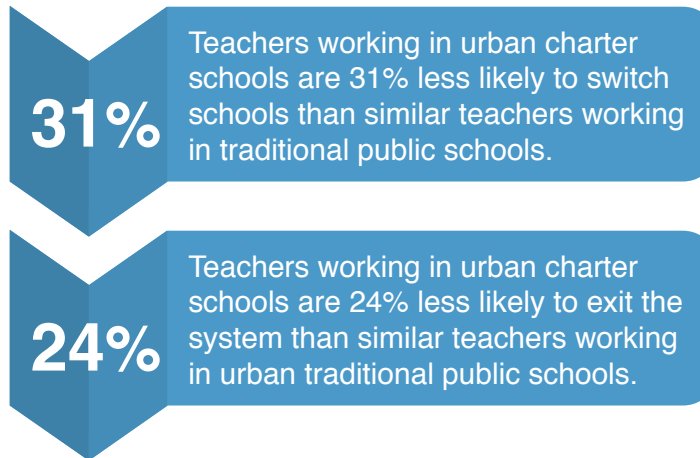 31%
Teachers working in urban charter
schools are 31% less likely to switch
schools than similar teachers working
in traditional public schools.
24%
Teachers working in urban charter
schools are 24% less likely to exit the
system than similar teachers working
in urban traditional public schools.